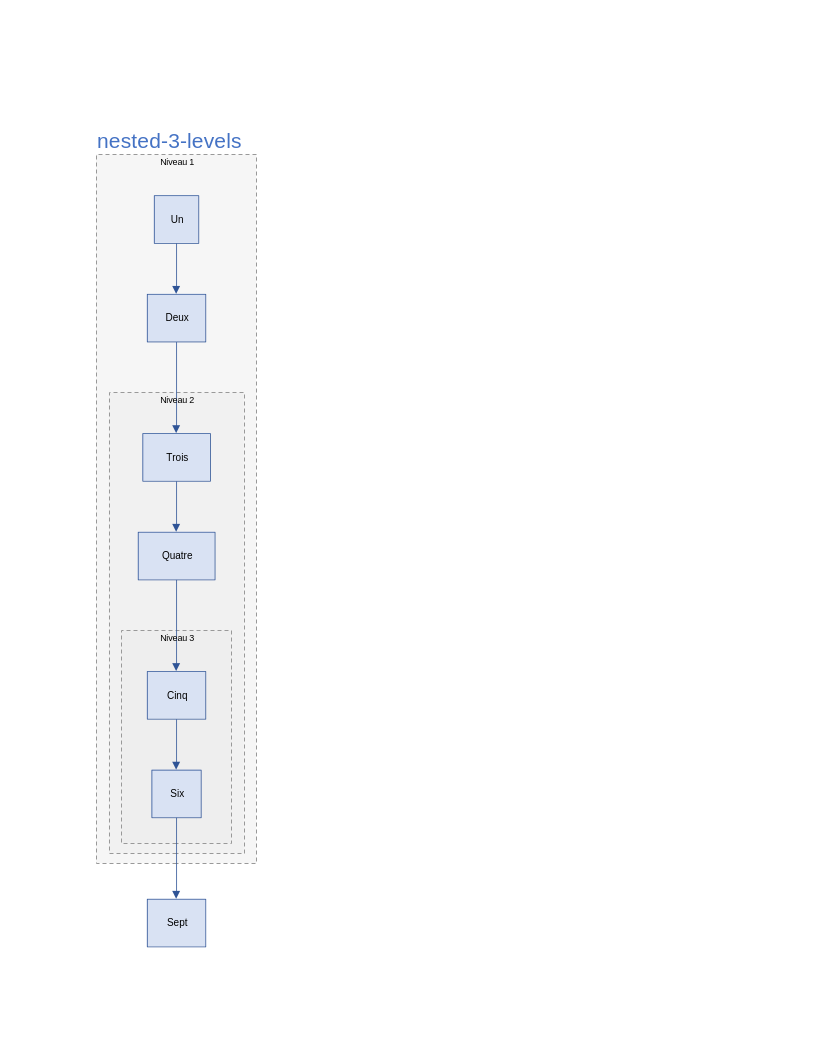 nested-3-levels
Niveau 1
Un
Deux
Niveau 2
Trois
Quatre
Niveau 3
Cinq
Six
Sept